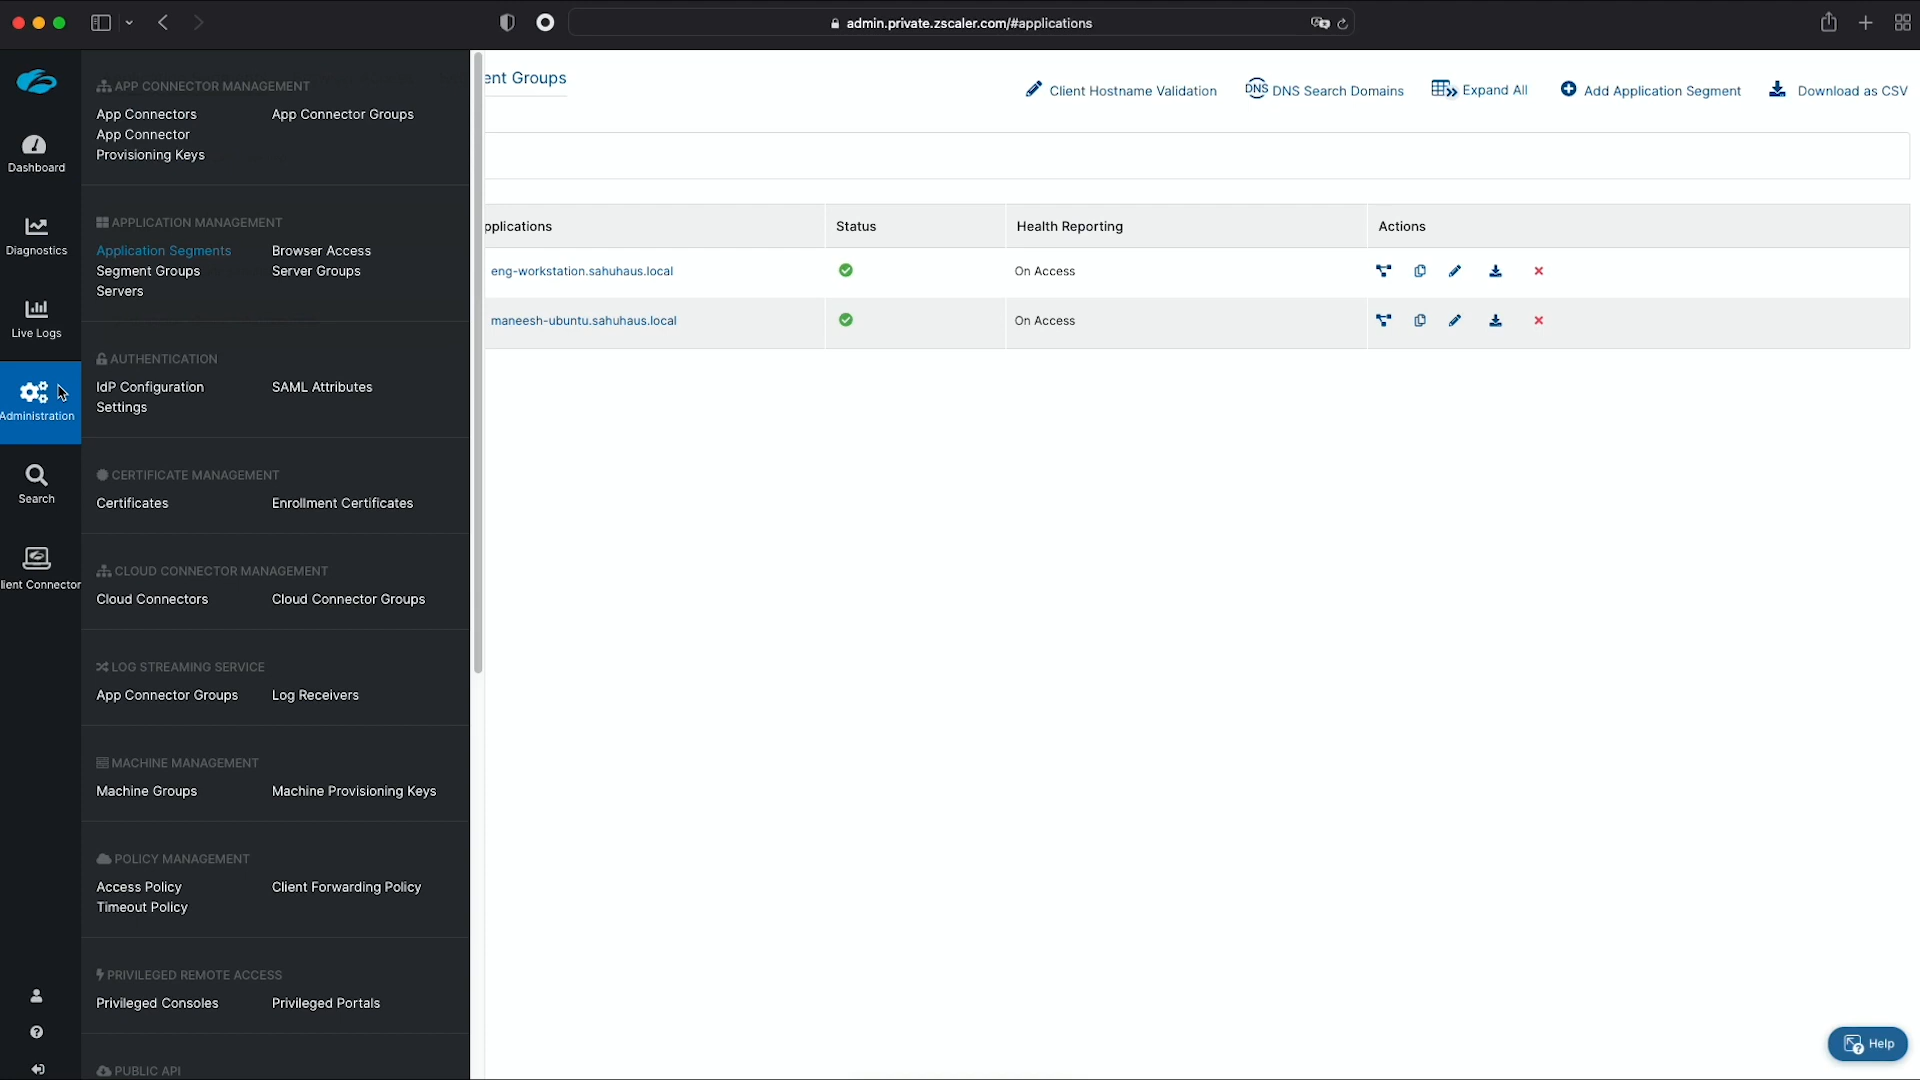 admin.private.zscaler.com/#applications
Dashboard
Diagnostics
Live Logs
Administration
Search
lient Connector
APP CONNECTOR MANAGEMENT
App Connectors
App Connector Groups
App Connector
Provisioning Keys
APPLICATION MANAGEMENT
Application Segments
Browser Access
Segment Groups
Server Groups
Servers
AUTHENTICATION
IdP Configuration
SAML Attributes
Settings
CERTIFICATE MANAGEMENT
Certificates
Enrollment Certificates
CLOUD CONNECTOR MANAGEMENT
Cloud Connectors
Cloud Connector Groups
LOG STREAMING SERVICE
App Connector Groups
Log Receivers
MACHINE MANAGEMENT
Machine Groups
Machine Provisioning Keys
POLICY MANAGEMENT
Access Policy
Client Forwarding Policy
Timeout Policy
PRIVILEGED REMOTE ACCESS
Privileged Consoles
Privileged Portals
PUBLIC API
ent Groups
Client Hostname Validation
DNS DNS Search Domains
Expand All
Add Application Segment
Download as CSV
pplications
Status
Health Reporting
Actions
eng-workstation.sahuhaus.local
On Access
maneesh-ubuntu.sahuhaus.local
On Access
Help